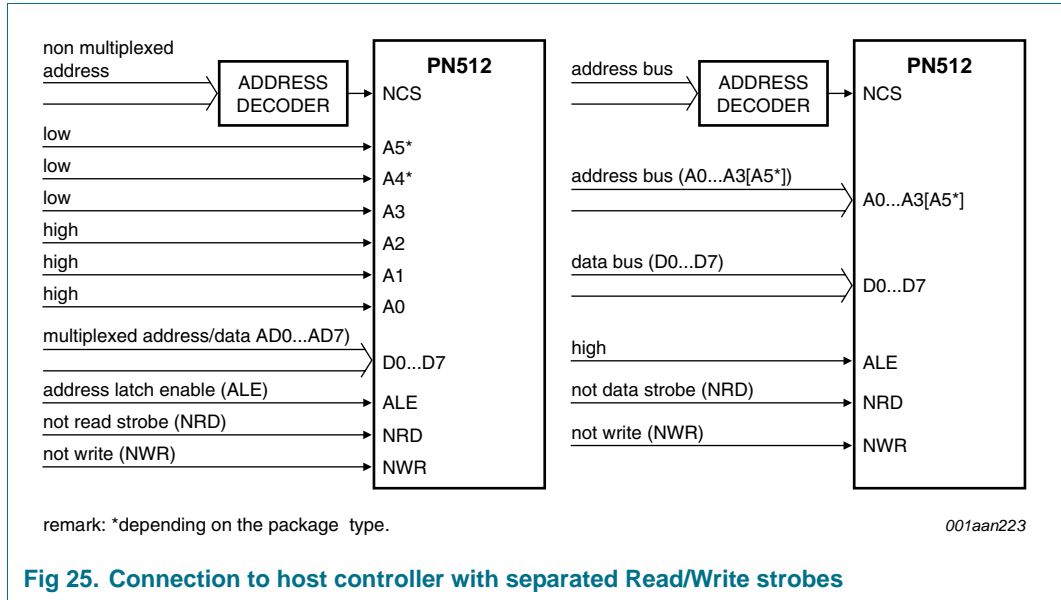 non multiplexed
address
ADDRESS
DECODER
PN512
NCS
low
A5*
low
A4*
low
A3
high
A2
high
A1
high
A0
multiplexed address/data AD0...AD7)
D0...D7
address latch enable (ALE)
ALE
not read strobe (NRD)
NRD
not write (NWR)
NWR
address bus
ADDRESS
DECODER
PN512
NCS
address bus (A0...A3[A5*])
A0...A3[A5*]
data bus (D0...D7)
D0...D7
high
ALE
not data strobe (NRD)
NRD
not write (NWR)
NWR
remark: *depending on the package type.
001aan223
Fig 25. Connection to host controller with separated Read/Write strobes